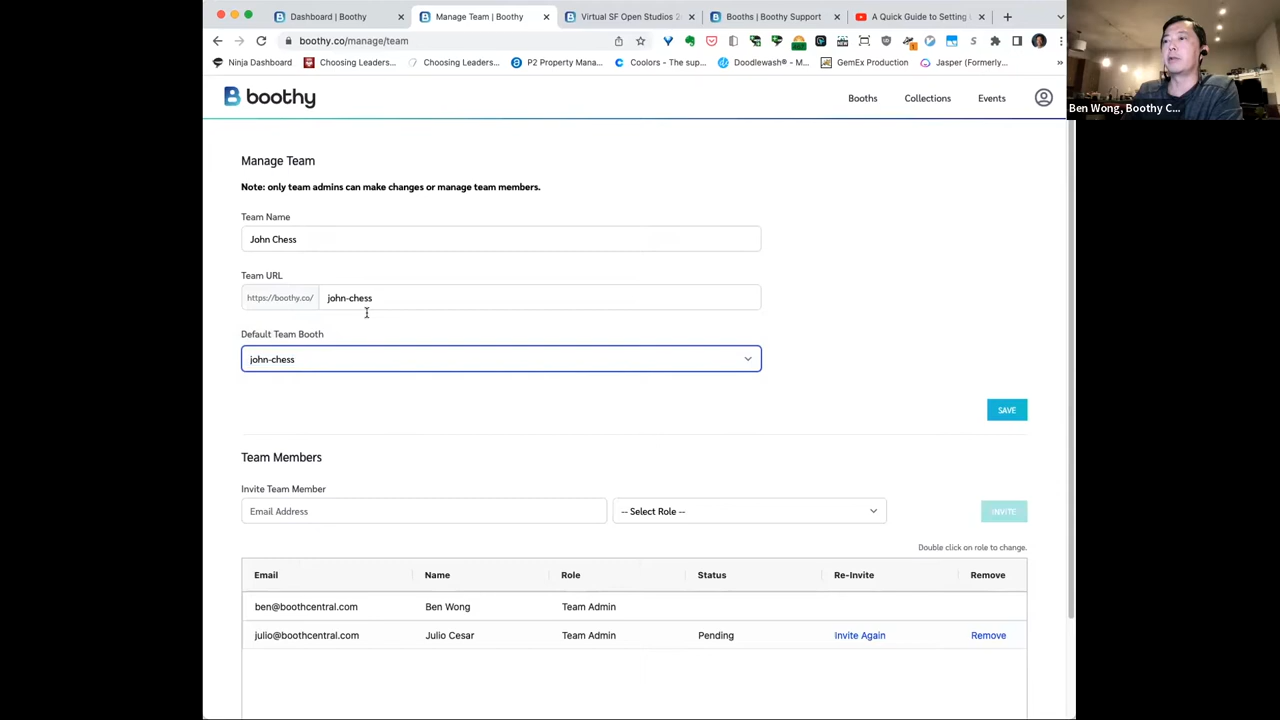 Dashboard | Boothy
Manage Team | Boothy
Virtual SF Open Studios 2
Booths | Boothy Support
A Quick Guide to Setting
boothy.co/manage/team
Ninja Dashboard
Choosing Leaders...
Choosing Leaders...
P2 Property Mana...
Coolors - The sup...
Doodlewash® - M...
GemEx Production
Jasper (Formerly...
»
boothy
Booths
Collections
Events
Ben Wong, Boothy C...
Manage Team
Note: only team admins can make changes or manage team members.
Team Name
John Chess
Team URL
https://boothy.co/ john-chess
Default Team Booth
john-chess
SAVE
Team Members
Invite Team Member
Email Address
-- Select Role --
INVITE
Double click on role to change.
Email Name Role Status Re-Invite Remove
ben@boothcentral.com Ben Wong Team Admin
julio@boothcentral.com Julio Cesar Team Admin Pending Invite Again Remove